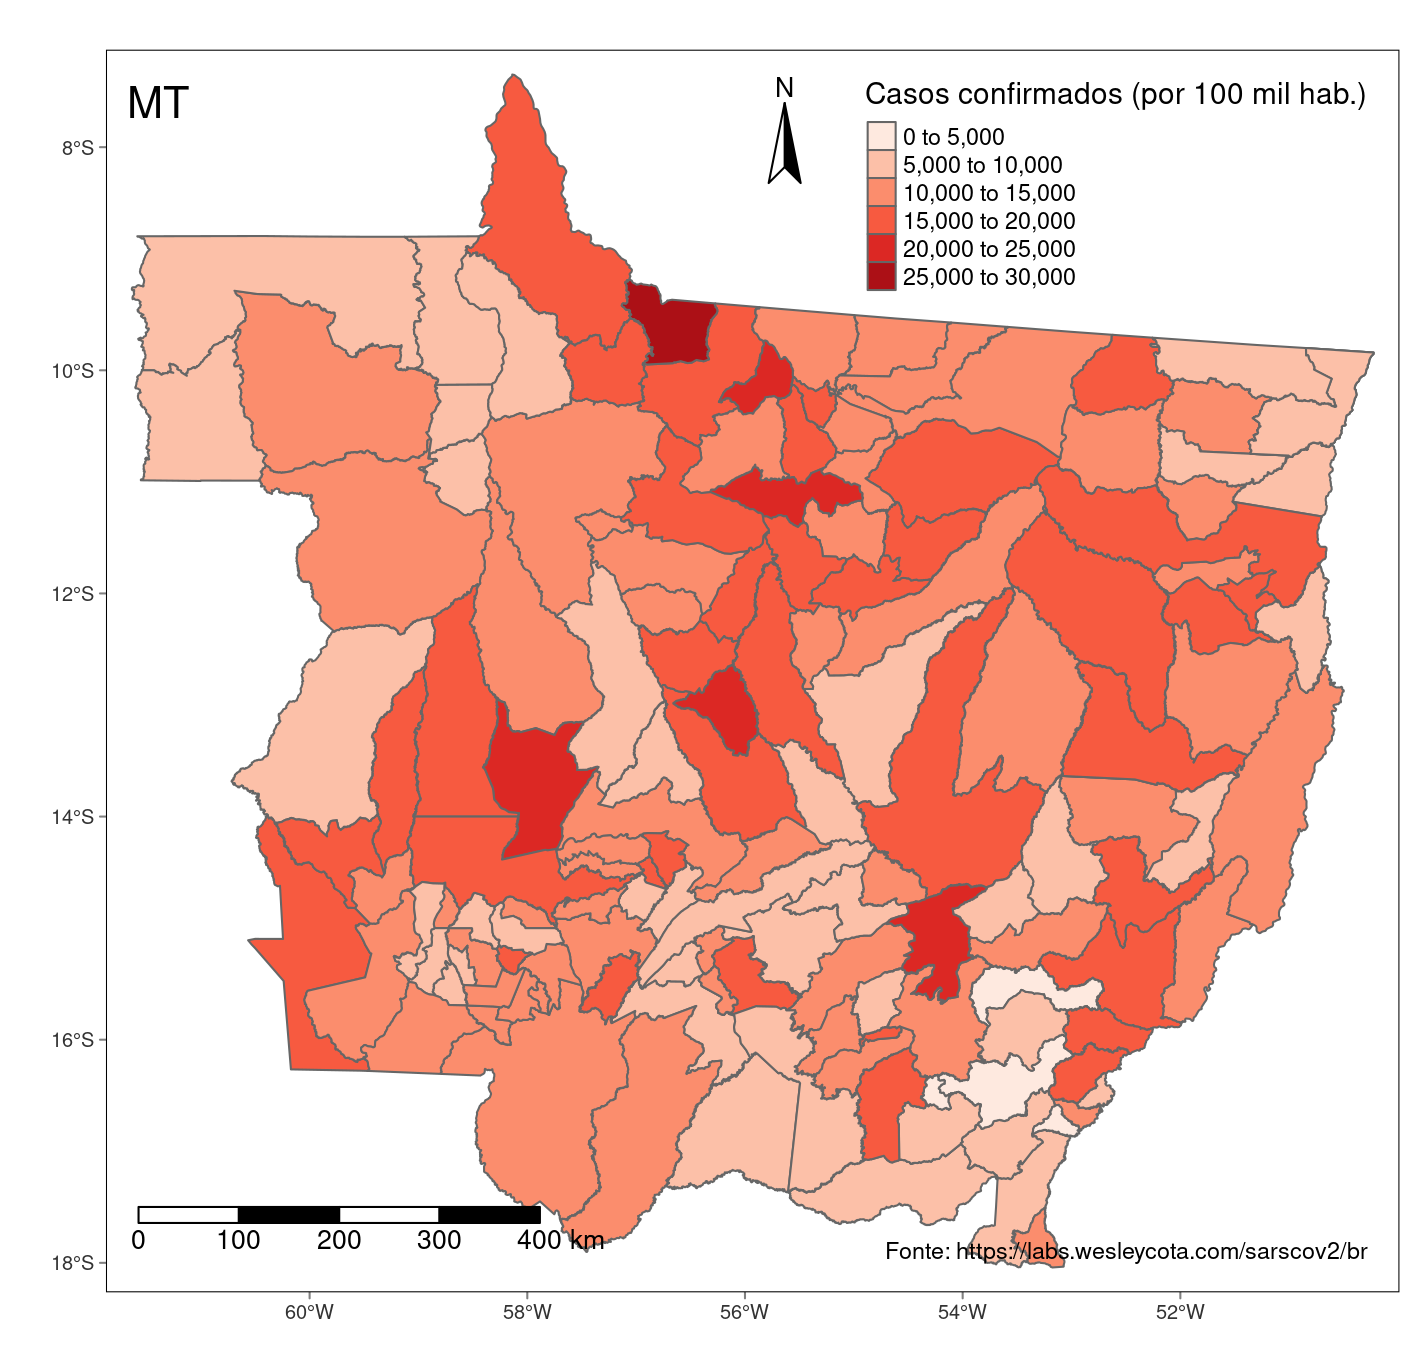 MT
N
Casos confirmados (por 100 mil hab.)
0 to 5,000
5,000 to 10,000
10,000 to 15,000
15,000 to 20,000
20,000 to 25,000
25,000 to 30,000
8°S
10°S
12°S
14°S
16°S
18°S
0 100 200 300 400 km
Fonte: https://labs.wesleycota.com/sarscov2/br
60°W 58°W 56°W 54°W 52°W